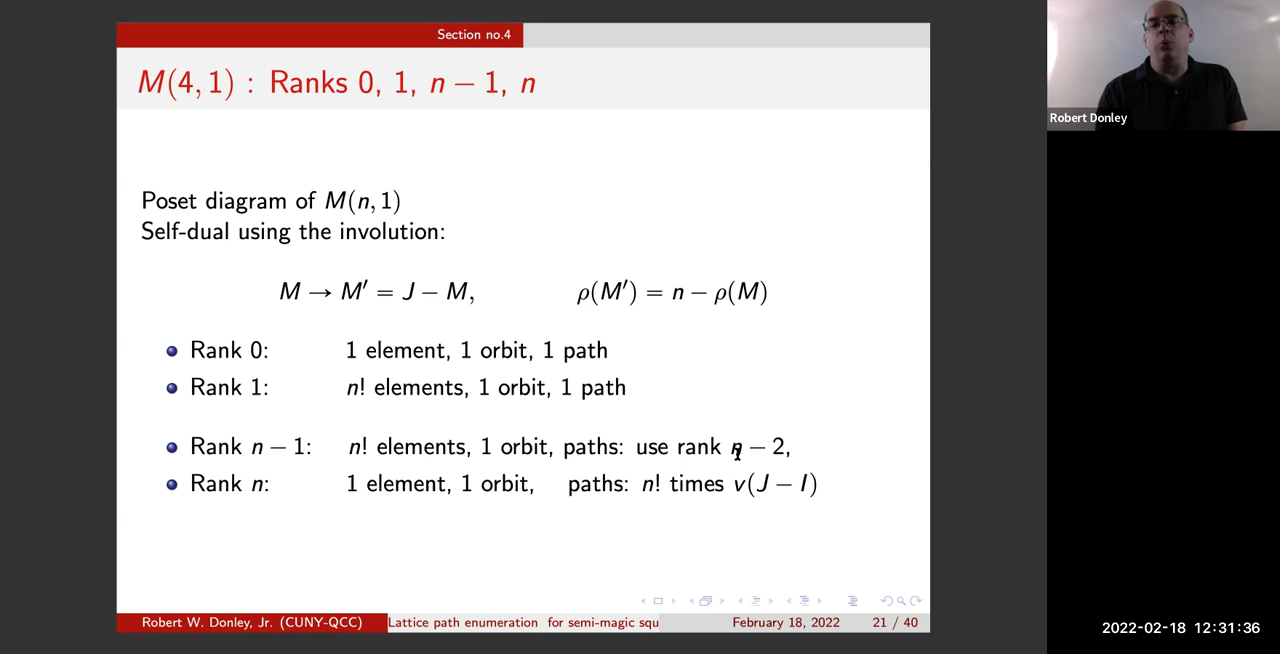 Section no.4
M(4, 1) : Ranks 0, 1, n − 1, n
Poset diagram of M(n, 1)
Self-dual using the involution:
M → M′ = J − M, ρ(M′) = n − ρ(M)
Rank 0: 1 element, 1 orbit, 1 path
Rank 1: n! elements, 1 orbit, 1 path
Rank n − 1: n! elements, 1 orbit, paths: use rank n − 2,
Rank n: 1 element, 1 orbit, paths: n! times v(J − I)
Robert W. Donley, Jr. (CUNY-QCC) Lattice path enumeration for semi-magic squ February 18, 2022 21 / 40
Robert Donley
2022-02-18 12:31:36